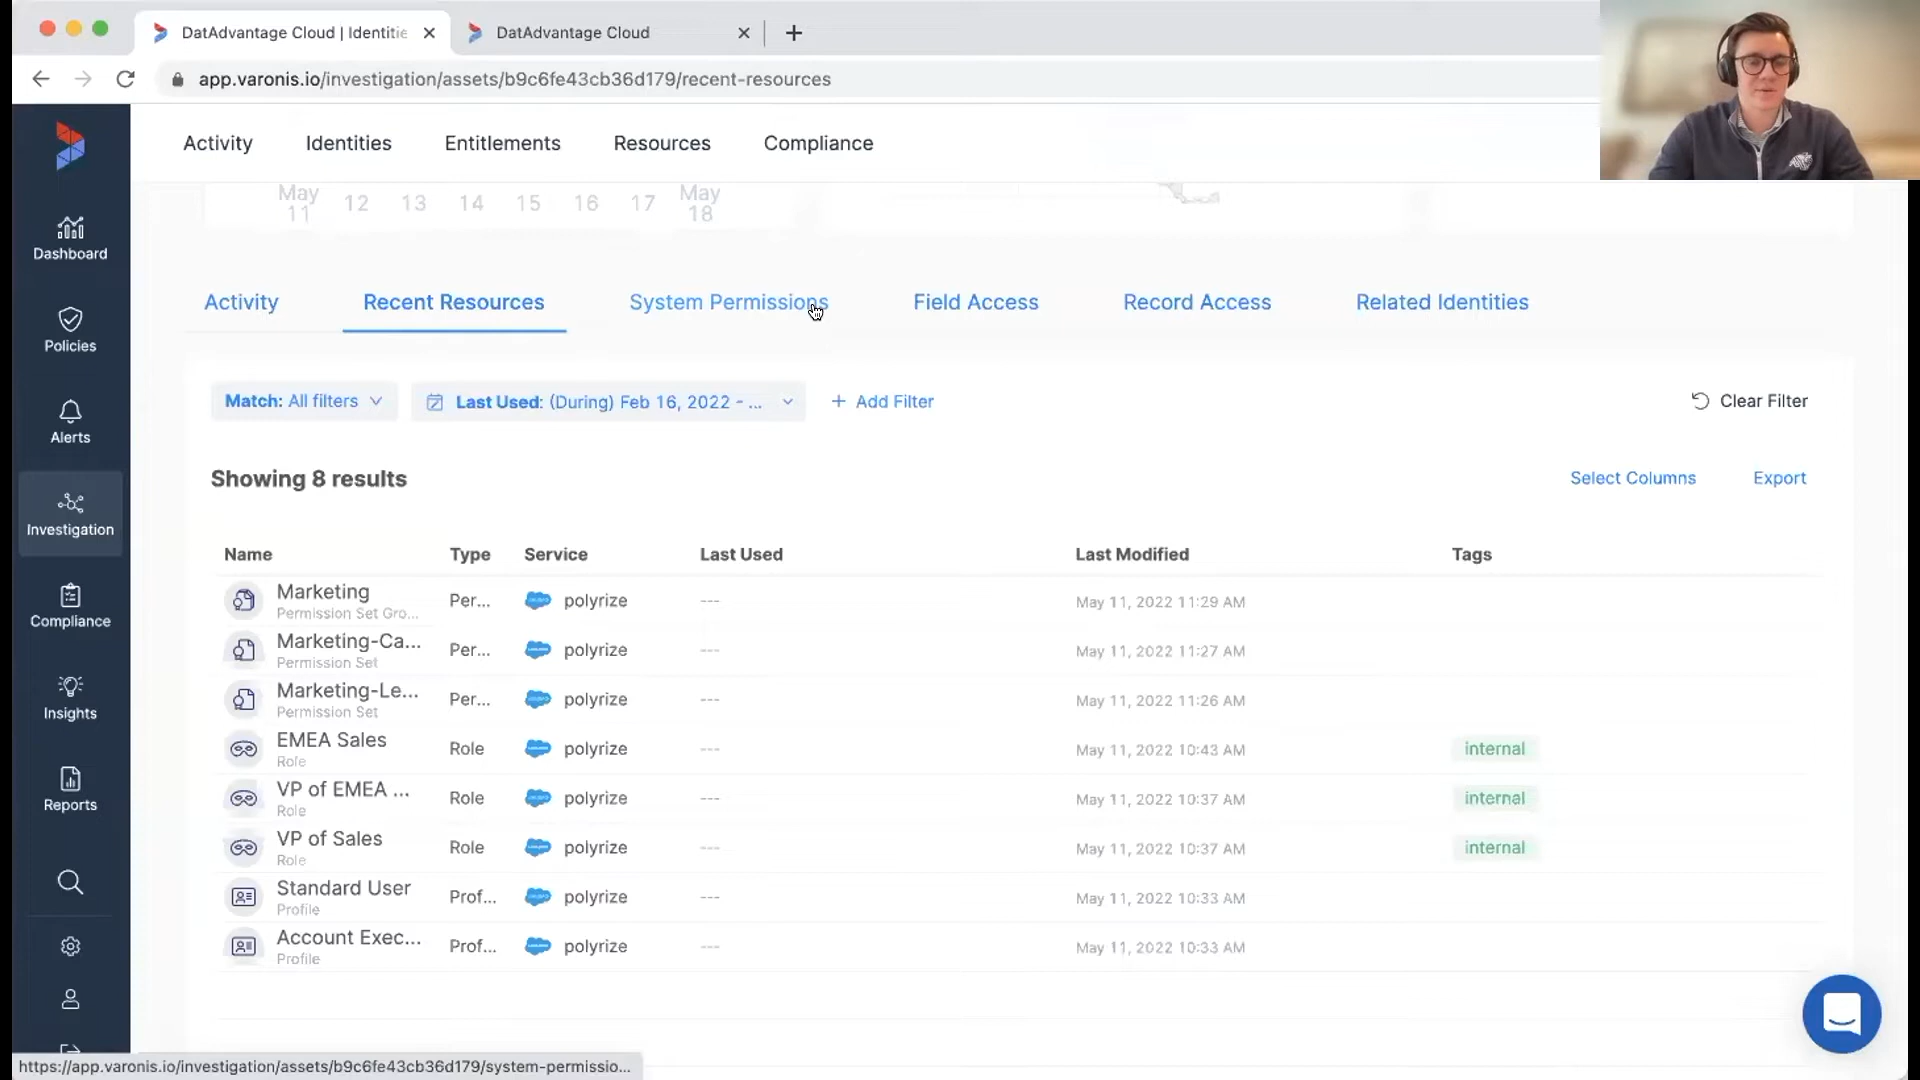 DatAdvantage Cloud | Identitie
DatAdvantage Cloud
app.varonis.io/investigation/assets/b9c6fe43cb36d179/recent-resources
Activity
Identities
Entitlements
Resources
Compliance
Dashboard
Policies
Alerts
Investigation
Compliance
Insights
Reports
May 11
12
13
14
15
16
17
May 18
Activity
Recent Resources
System Permissions
Field Access
Record Access
Related Identities
Match: All filters
Last Used: (During) Feb 16, 2022 - ...
+ Add Filter
Clear Filter
Showing 8 results
Select Columns
Export
Name Type Service Last Used Last Modified Tags
Marketing Per... polyrize --- May 11, 2022 11:29 AM
Permission Set Gro...
Marketing-Ca... Per... polyrize --- May 11, 2022 11:27 AM
Permission Set
Marketing-Le... Per... polyrize --- May 11, 2022 11:26 AM
Permission Set
EMEA Sales Role polyrize --- May 11, 2022 10:43 AM internal
Role
VP of EMEA ... Role polyrize --- May 11, 2022 10:37 AM internal
Role
VP of Sales Role polyrize --- May 11, 2022 10:37 AM internal
Role
Standard User Prof... polyrize --- May 11, 2022 10:33 AM
Profile
Account Exec... Prof... polyrize --- May 11, 2022 10:33 AM
Profile
https://app.varonis.io/investigation/assets/b9c6fe43cb36d179/system-permissio...